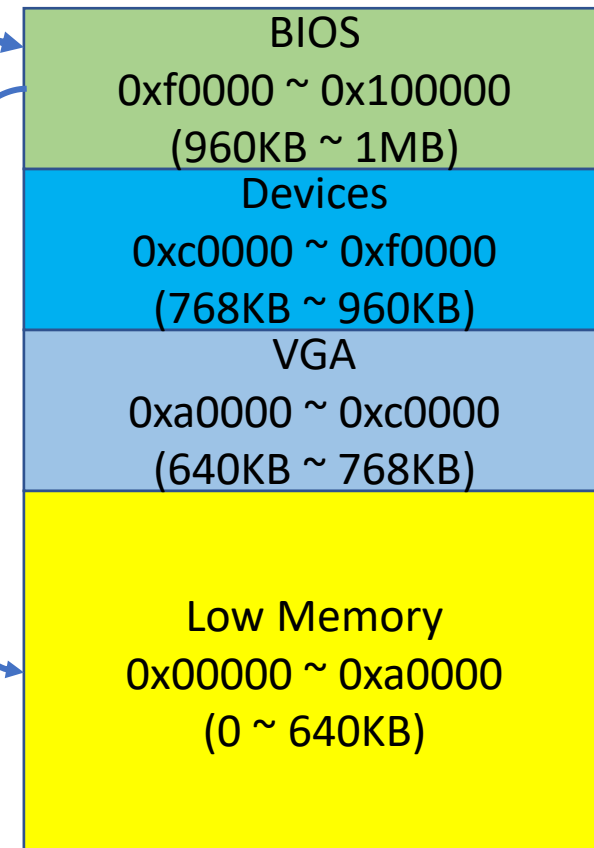 BIOS
0xf0000 ~ 0x100000
(960KB ~ 1MB)
Devices
0xc0000 ~ 0xf0000
(768KB ~ 960KB)
VGA
0xa0000 ~ 0xc0000
(640KB ~ 768KB)
Low Memory
0x00000 ~ 0xa0000
(0 ~ 640KB)